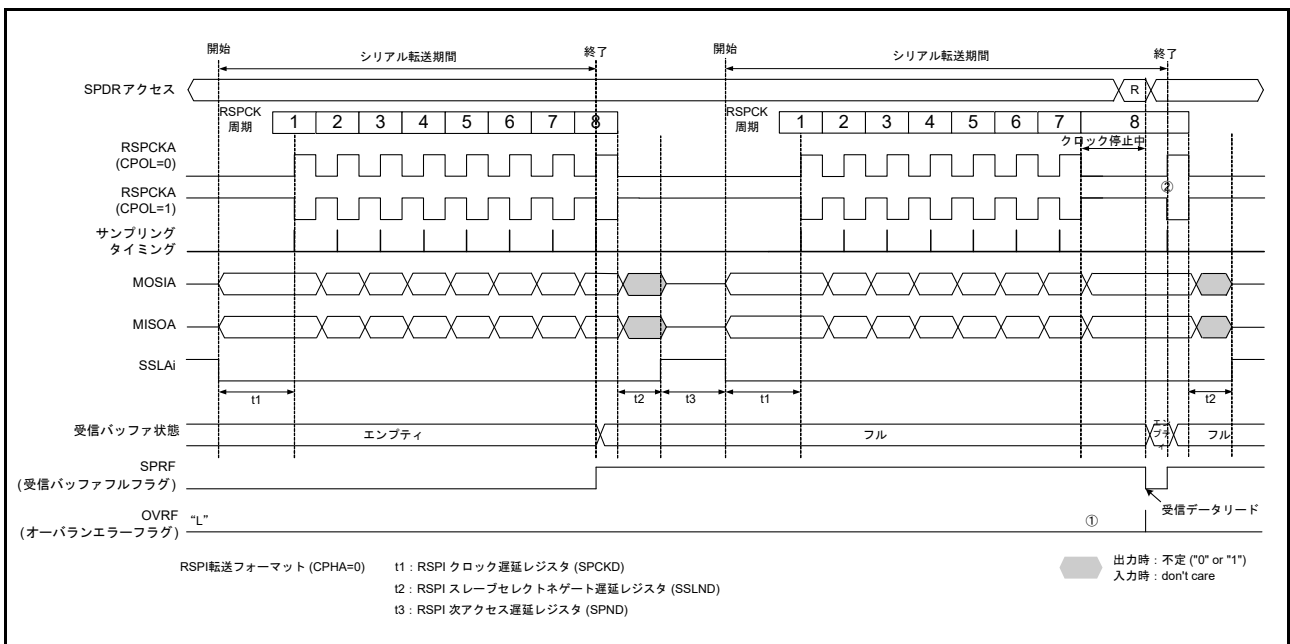 開始 シリアル転送期間 終了 開始 シリアル転送期間 終了
SPDRアクセス R
RSPCK
周期
1 2 3 4 5 6 7 8
RSPCK
周期
1 2 3 4 5 6 7 8
クロック停止中
RSPCKA
(CPOL=0)
②
RSPCKA
(CPOL=1)
サンプリング
タイミング
MOSIA
MISOA
SSLAi
t1 t2 t3 t1 t2
受信バッファ状態 エンプティ フル エンプティ フル
SPRF
(受信バッファフルフラグ)
受信データリード
OVRF
(オーバランエラーフラグ)
“L”
①
RSPI転送フォーマット (CPHA=0)
t1 : RSPI クロック遅延レジスタ (SPCKD)
t2 : RSPI スレーブセレクトネゲート遅延レジスタ (SSLND)
t3 : RSPI 次アクセス遅延レジスタ (SPND)
出力時 : 不定 ("0" or "1")
入力時 : don't care